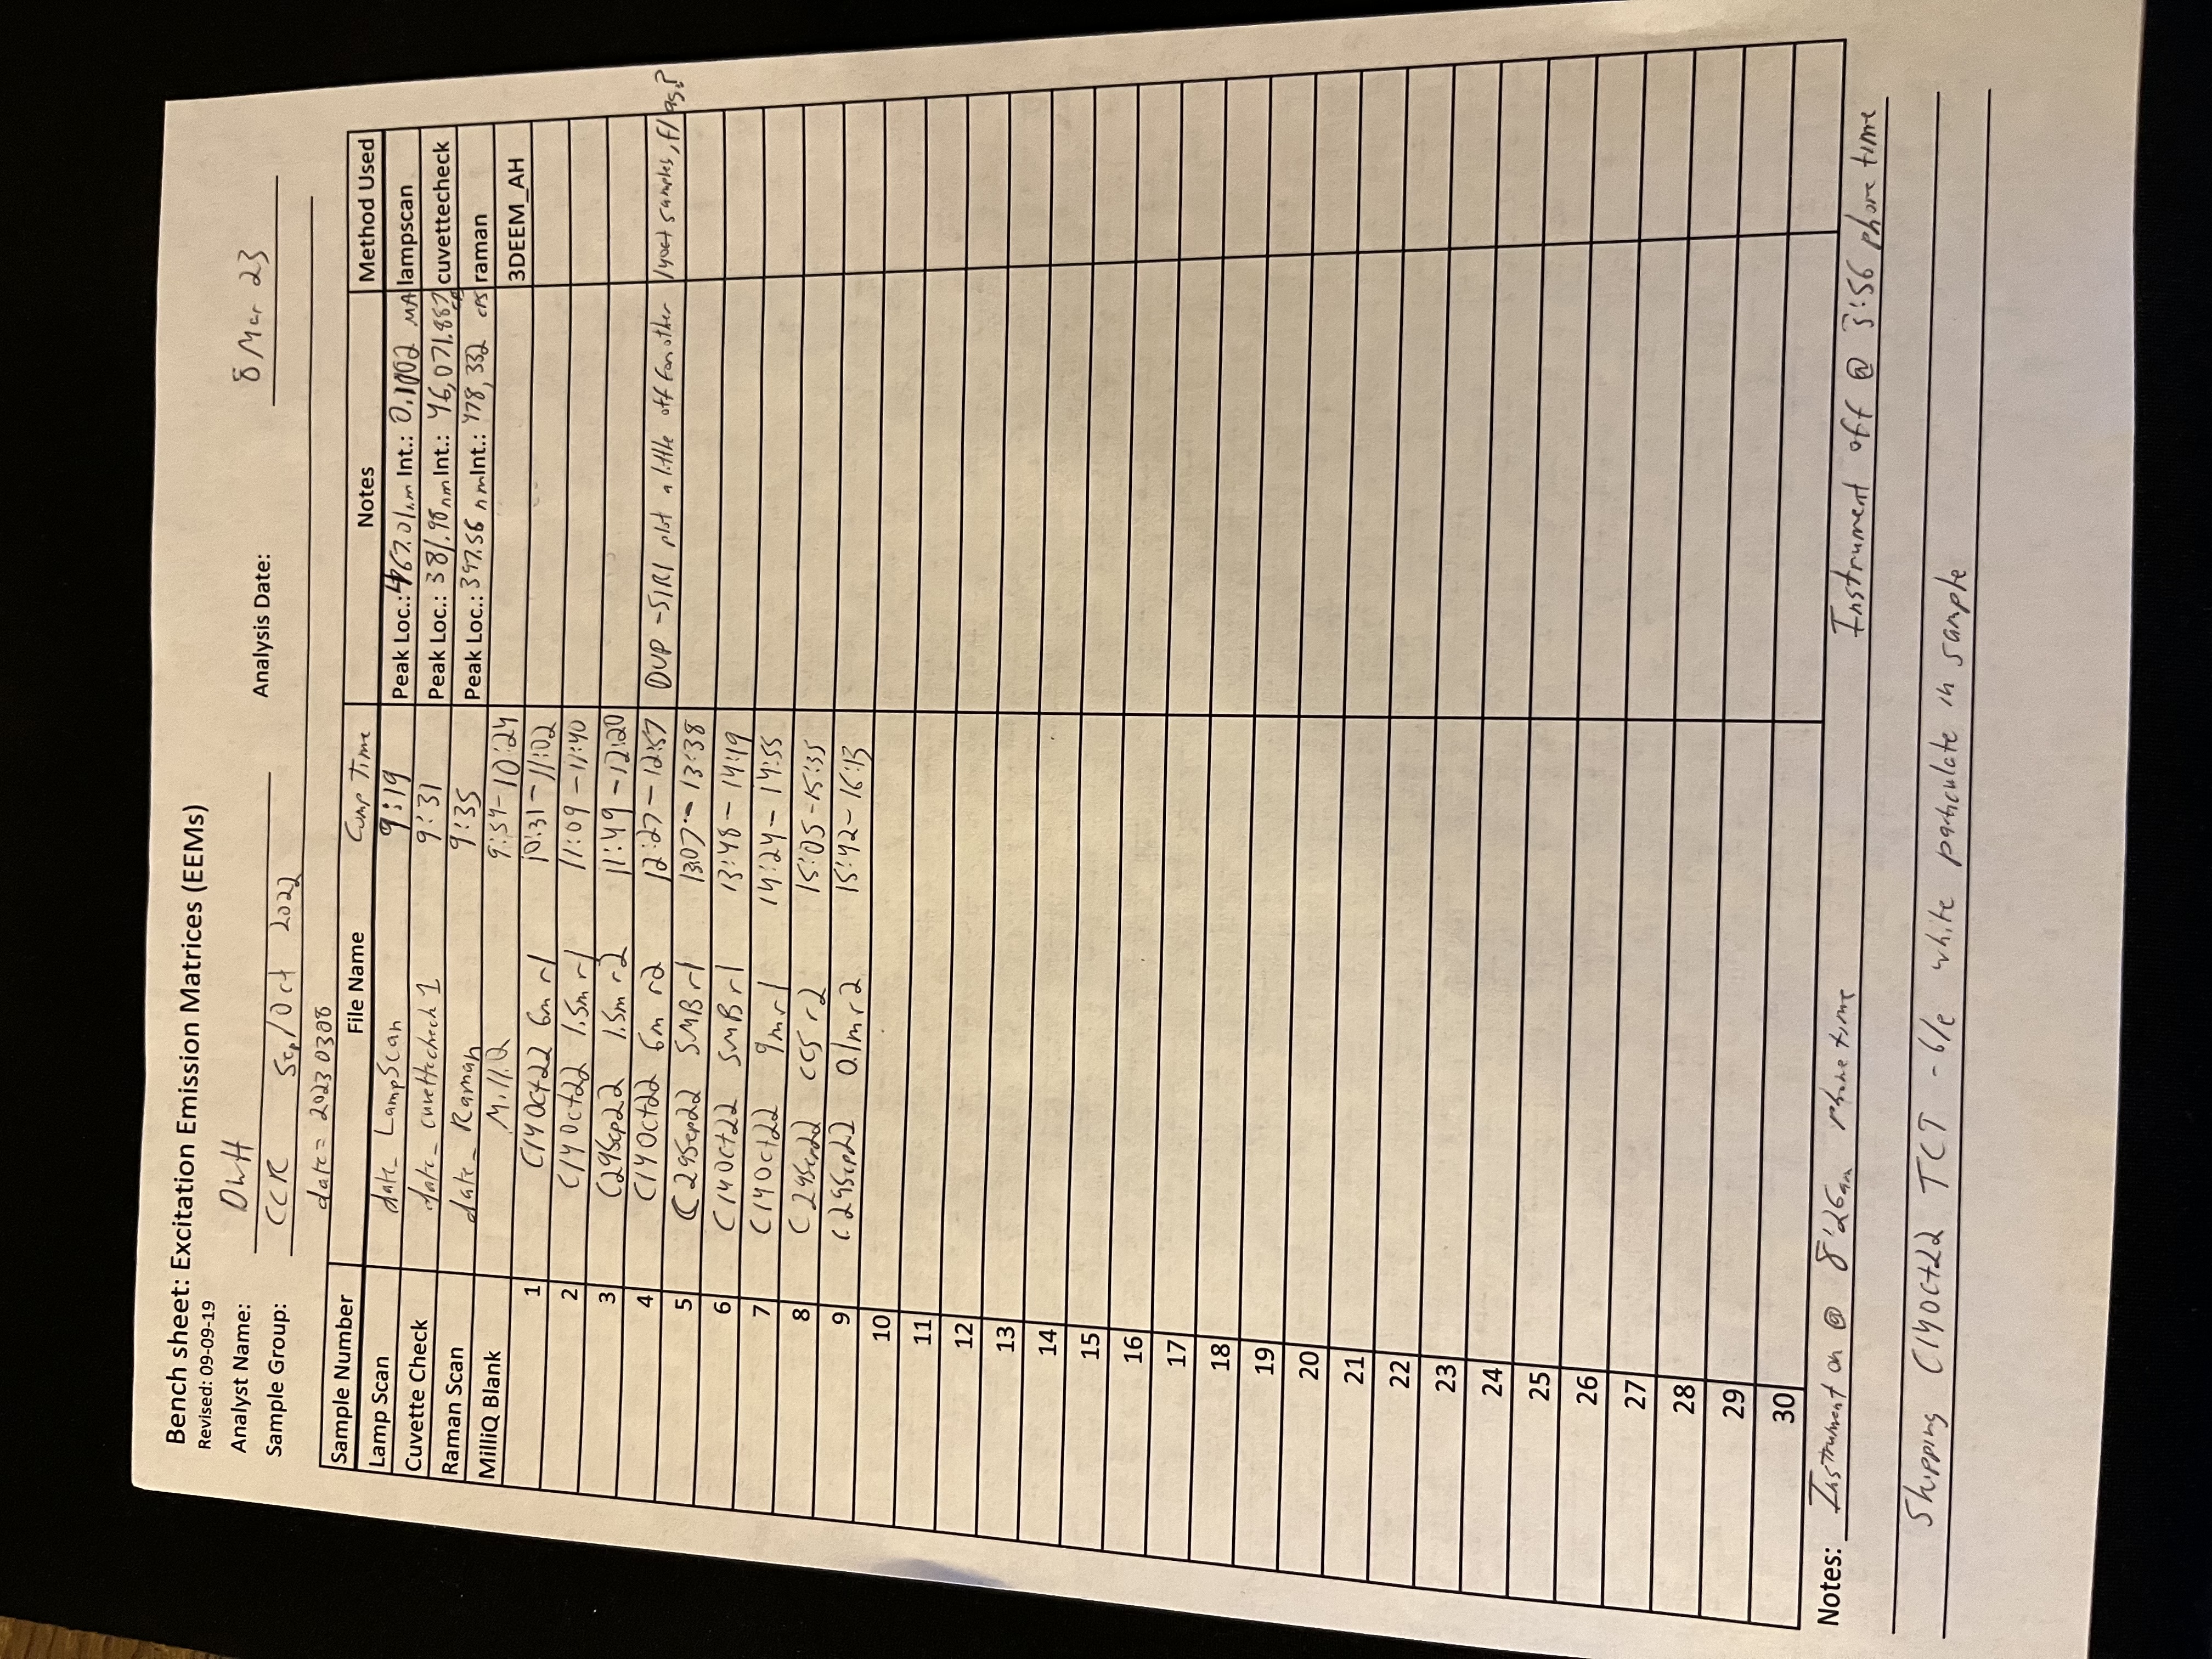 Bench sheet: Excitation Emission Matrices (EEMs)
Revised: 09-09-19
Analyst Name: DWH Analysis Date: 8 Mar 23
Sample Group: CCR Sep/Oct 2022
date = 20230308
Sample Number File Name Comp Time Notes Method Used
Lamp Scan date_LampScan 9:19 Peak Loc.: 467.01nm Int.: 0.1002 MA lampscan
Cuvette Check date_cuvettecheck1 9:31 Peak Loc.: 381.98nm Int.: 46,071.887 cuvettecheck
Raman Scan date_Raman 9:35 Peak Loc.: 397.56 nm Int.: 478,332 CPS raman
MilliQ Blank MilliQ 9:54-10:24 3DEEM_AH
1 C14Oct22 6m r1 10:31-11:02
2 C14Oct22 1.5m r1 11:09-11:40
3 C29Sep22 1.5m r2 11:49-12:20
4 C14Oct22 6m r2 12:27-12:57 DUP -S1R1 plot a little off from other 14oct samples, flag?
5 C29Sep22 SMB r1 13:07-13:38
6 C14Oct22 SMB r1 13:48-14:19
7 C14Oct22 9m r1 14:24-14:55
8 C29Sep22 CCS r2 15:05-15:35
9 C29Sep22 0.1m r2 15:42-16:13
10
11
12
13
14
15
16
17
18
19
20
21
22
23
24
25
26
27
28
29
30
Notes: Instrument on @ 8:26am phone time Instrument off @ 3:56 phone time
Skipping C14Oct22 TCT - b/c white particulate in sample